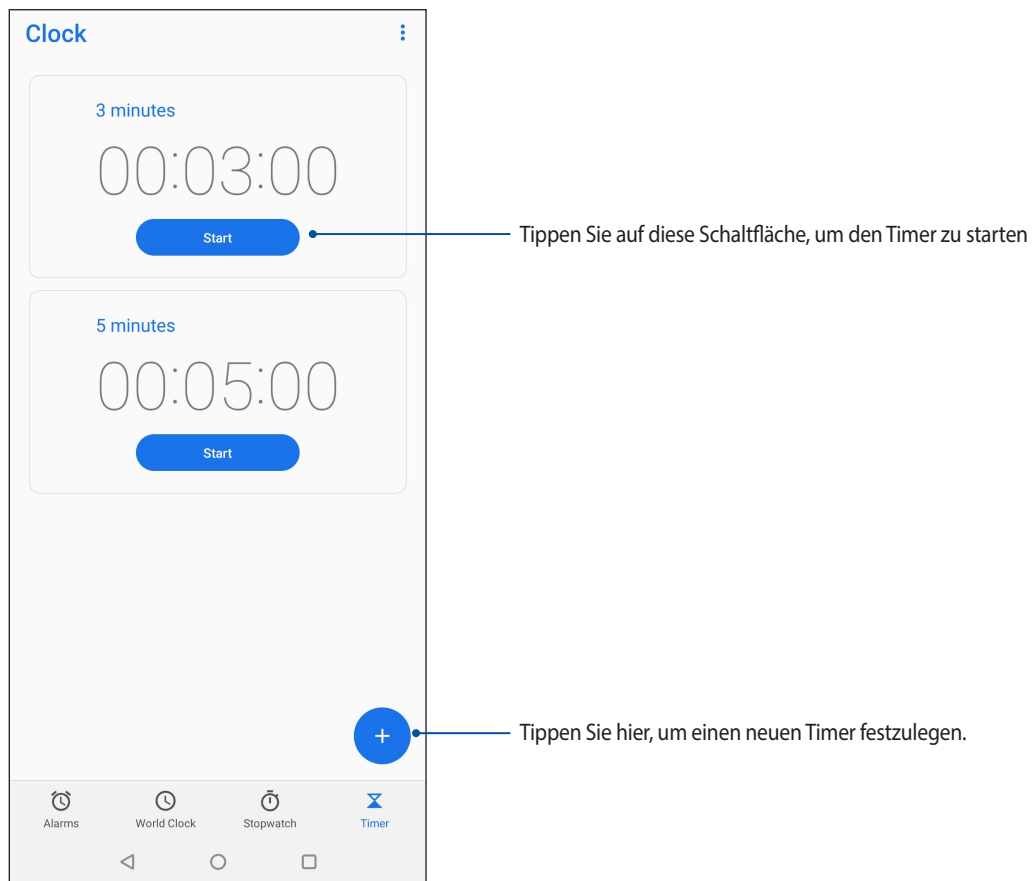 Clock
3 minutes
00:03:00
Start
Tippen Sie auf diese Schaltfläche, um den Timer zu starten
5 minutes
00:05:00
Start
+
Tippen Sie hier, um einen neuen Timer festzulegen.
Alarms World Clock Stopwatch Timer